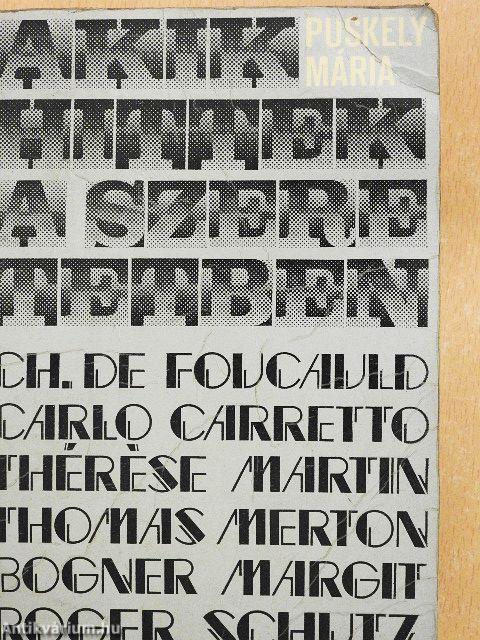 AKIK
PUSKELY
MÁRIA
HITTEK
A SZERE
TETBEN
CH. DE FOUCAULD
CARLO CARRETTO
THÉRÈSE MARTIN
THOMAS MERTON
BOGNER MARGIT
ROGER SCHUTZ
Antikvárium.hu